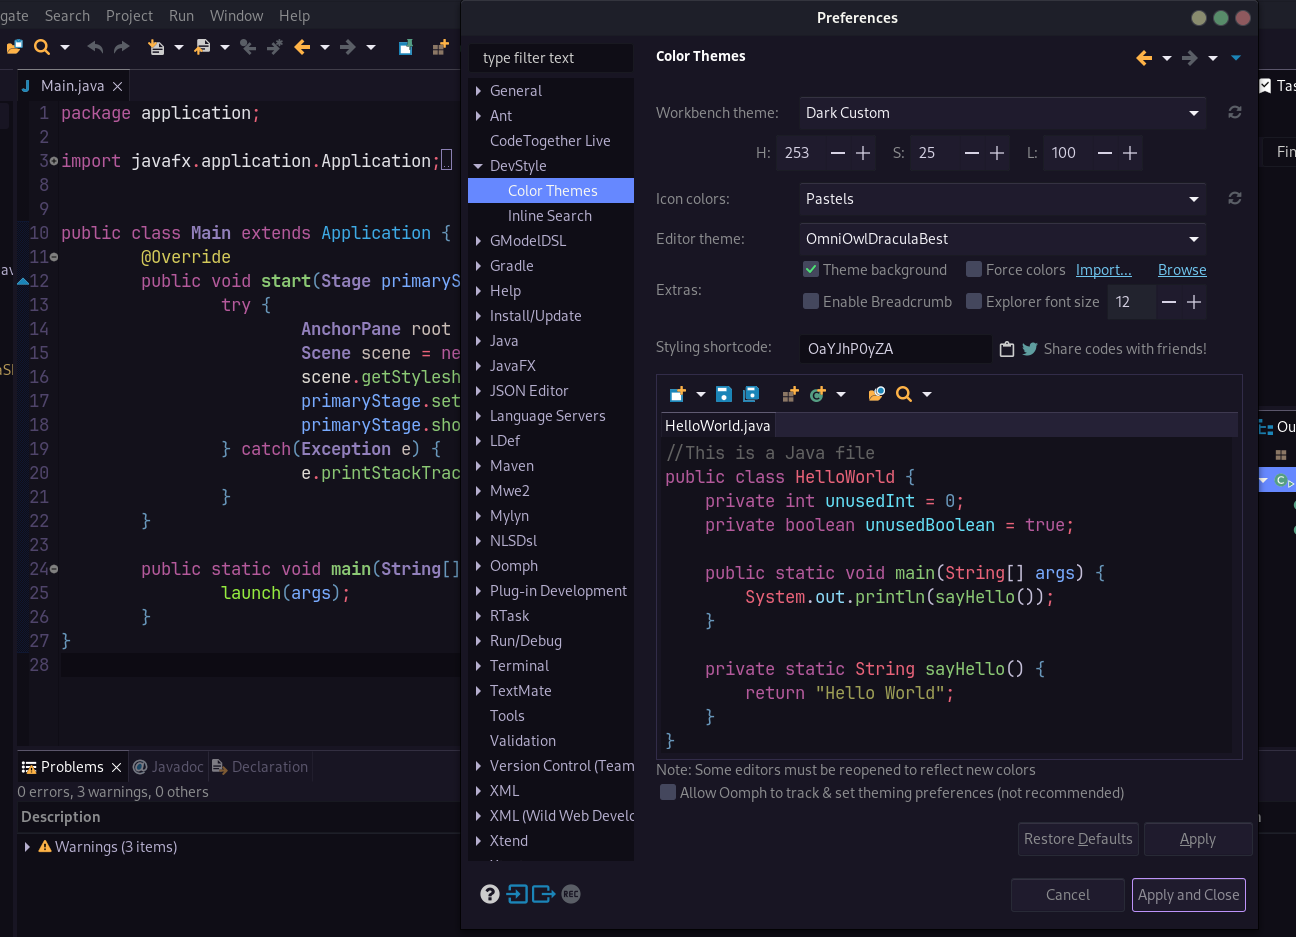 gate Search Project Run Window Help
Main.java
1 package application;
2
3 import javafx.application.Application;
8
9
10 public class Main extends Application {
11 @Override
12 public void start(Stage primaryS
13 try {
14 AnchorPane root
15 Scene scene = ne
16 scene.getStylesh
17 primaryStage.set
18 primaryStage.sho
19 } catch(Exception e) {
20 e.printStackTrac
21 }
22 }
23
24 public static void main(String[]
25 launch(args);
26 }
27 }
28
Problems @ Javadoc Declaration
0 errors, 3 warnings, 0 others
Description
Warnings (3 items)
Preferences
type filter text
General
Ant
CodeTogether Live
DevStyle
Color Themes
Inline Search
GModelDSL
Gradle
Help
Install/Update
Java
JavaFX
JSON Editor
Language Servers
LDef
Maven
Mwe2
Mylyn
NLSDsl
Oomph
Plug-in Development
RTask
Run/Debug
Terminal
TextMate
Tools
Validation
Version Control (Team
XML
XML (Wild Web Develo
Xtend
Color Themes
Workbench theme: Dark Custom
H: 253 S: 25 L: 100
Icon colors: Pastels
Editor theme: OmniOwlDraculaBest
Theme background Force colors Import... Browse
Extras:
Enable Breadcrumb Explorer font size 12
Styling shortcode: OaYJhP0yZA Share codes with friends!
HelloWorld.java
//This is a Java file
public class HelloWorld {
private int unusedInt = 0;
private boolean unusedBoolean = true;
public static void main(String[] args) {
System.out.println(sayHello());
}
private static String sayHello() {
return "Hello World";
}
}
Note: Some editors must be reopened to reflect new colors
Allow Oomph to track & set theming preferences (not recommended)
Restore Defaults Apply
REC
Cancel Apply and Close
Tas
Fin
Ou